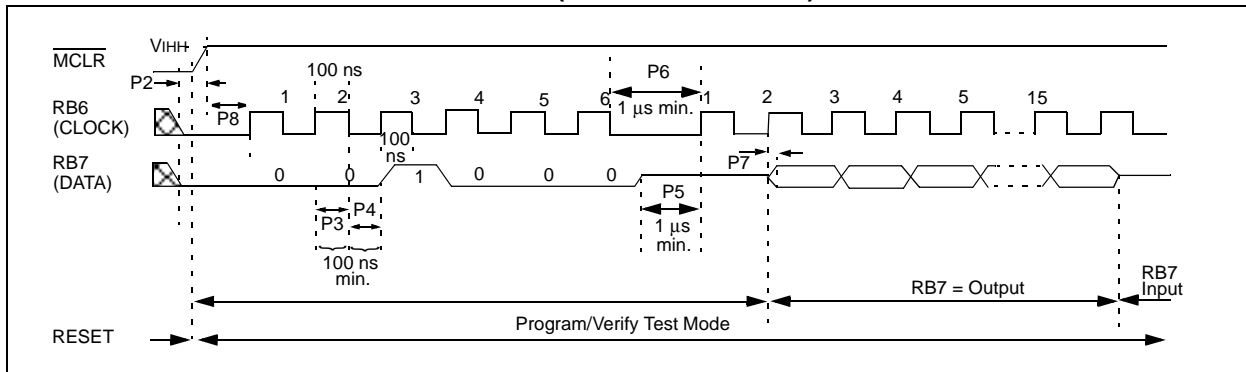 VIHH
MCLR
P2
100 ns
P6
RB6
(CLOCK)
P8
1 2 3 4 5 6
1 µs min.
1 2 3 4 5 15
100
ns
RB7
(DATA)
0 0 1 0 0 0
P7
P3 P4
P5
1 µs
min.
100 ns
min.
RB7 = Output
RB7
Input
Program/Verify Test Mode
RESET